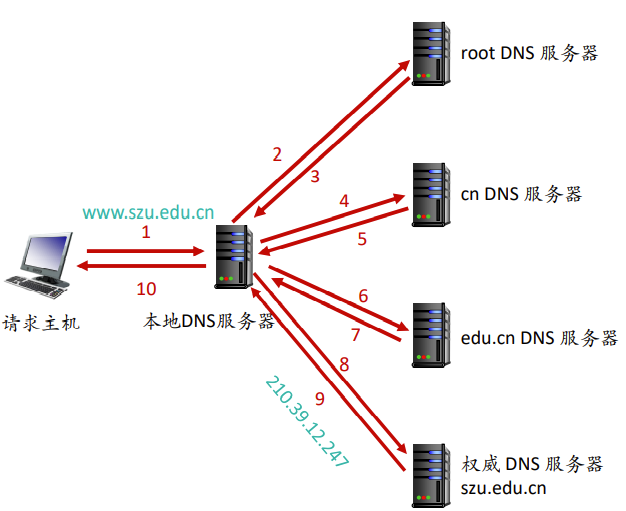 root DNS 服务器
2
3
cn DNS 服务器
www.szu.edu.cn
4
1
5
10
6
请求主机
本地DNS服务器
7
edu.cn DNS 服务器
8
9
210.39.12.247
权威 DNS 服务器
szu.edu.cn